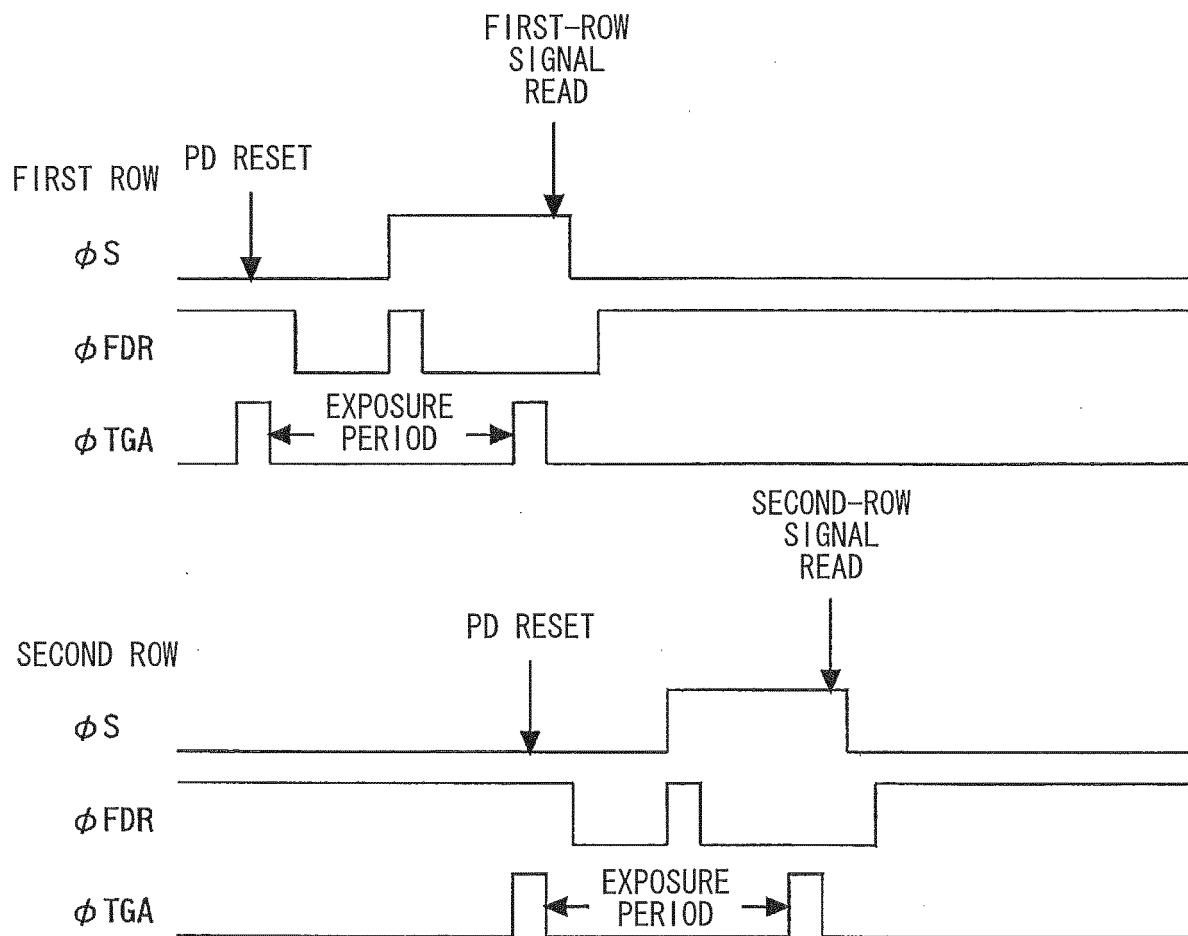 FIRST-ROW
SIGNAL
READ
PD RESET
FIRST ROW
φS
φFDR
φTGA
EXPOSURE
PERIOD
SECOND-ROW
SIGNAL
READ
PD RESET
SECOND ROW
φS
φFDR
φTGA
EXPOSURE
PERIOD